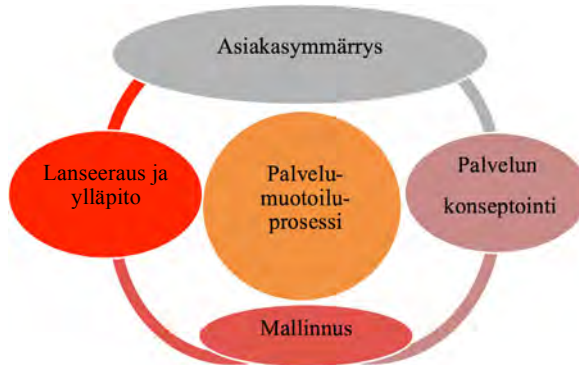 Asiakasymmärrys
Lanseeraus ja
ylläpito
Palvelu-
muotoilu-
prosessi
Palvelun
konseptointi
Mallinnus